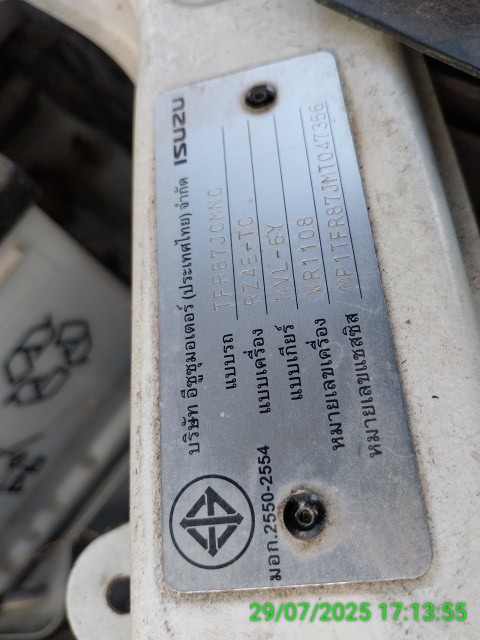 บริษัท อีซูซุมอเตอร์ (ประเทศไทย) จำกัด ISUZU
แบบรถ TFR87JCMNC
แบบเครื่อง RZ4E-TC
แบบเกียร์ MVL-6Y
หมายเลขเครื่อง WR1108
หมายเลขแชสซิส MP1TFR87JMT047356
มอก.2550-2554
29/07/2025 17:13:55